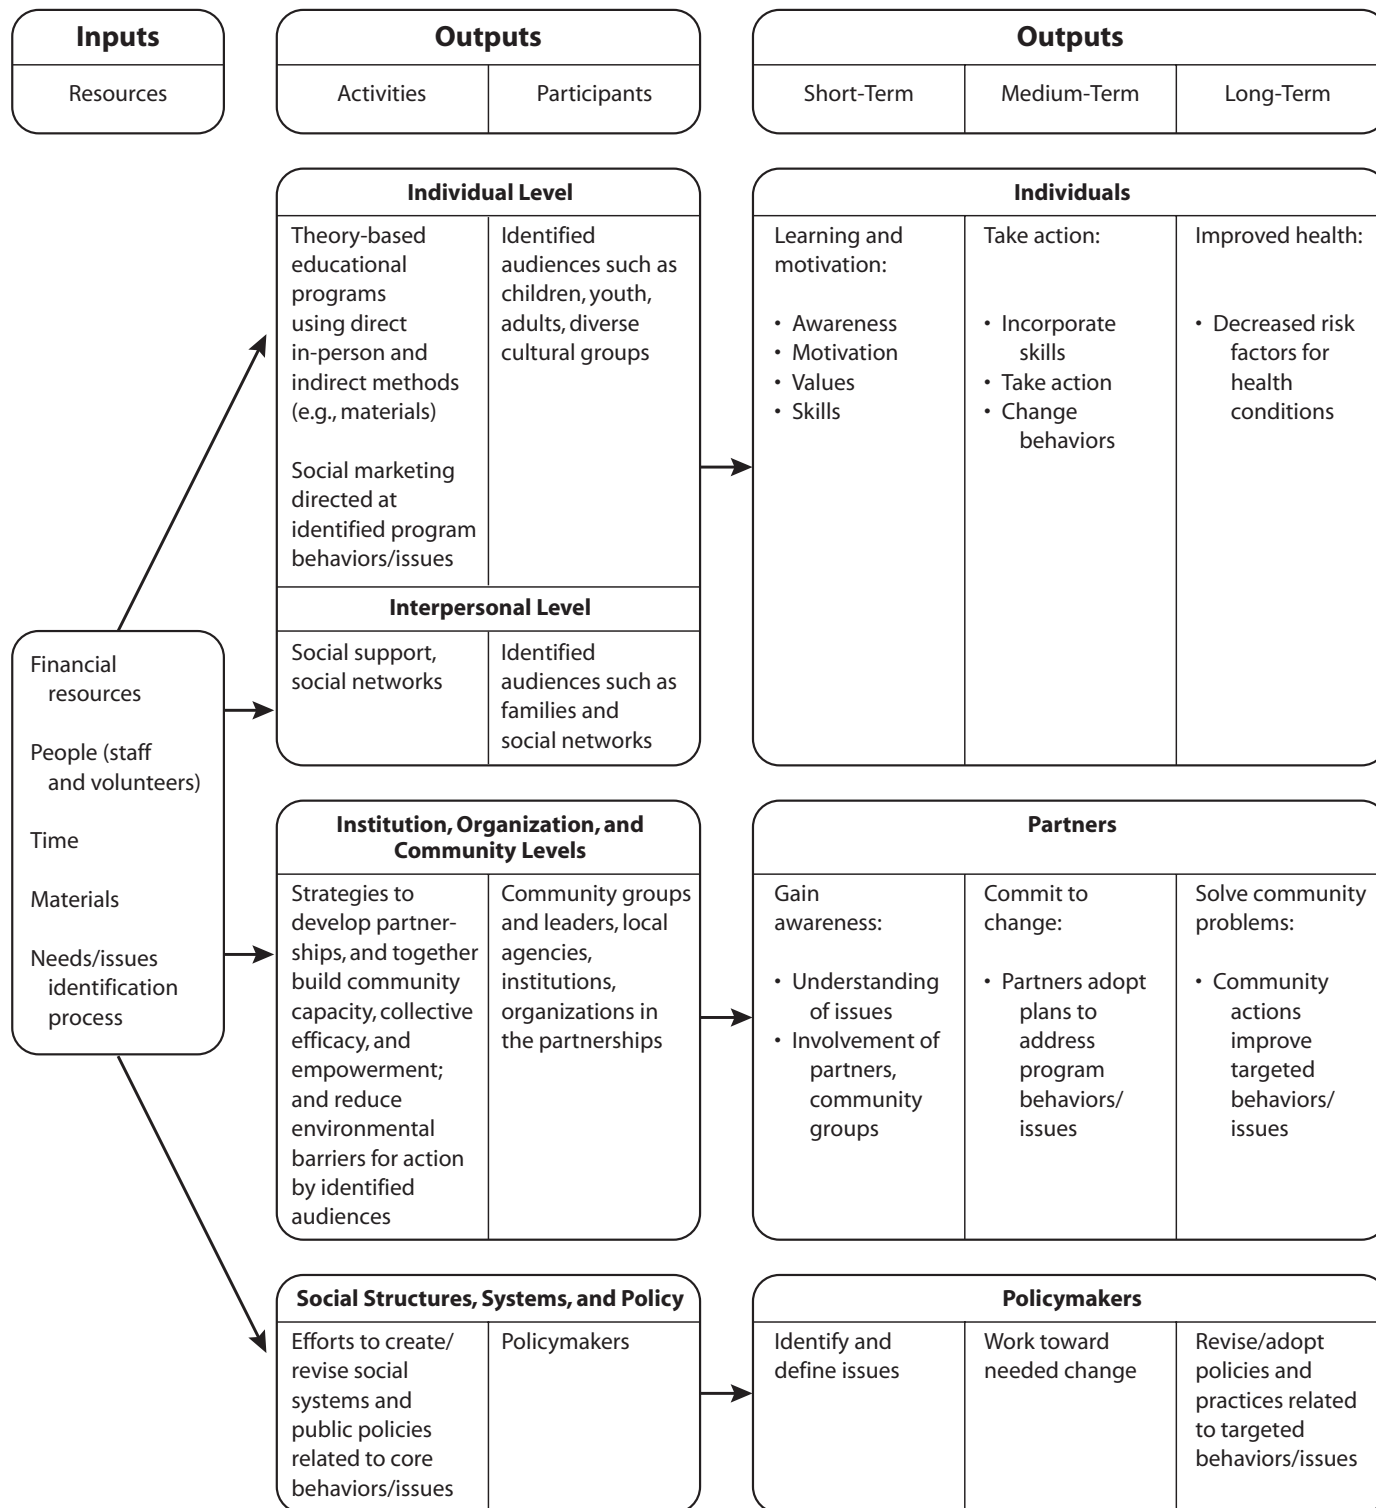 Inputs
Resources
Outputs
Activities
Participants
Outputs
Short-Term
Medium-Term
Long-Term
Financial
resources
People (staff
and volunteers)
Time
Materials
Needs/issues
identification
process
Individual Level
Theory-based
educational
programs
using direct
in-person and
indirect methods
(e.g., materials)
Social marketing
directed at
identified program
behaviors/issues
Identified
audiences such as
children, youth,
adults, diverse
cultural groups
Interpersonal Level
Social support,
social networks
Identified
audiences such as
families and
social networks
Individuals
Learning and
motivation:
• Awareness
• Motivation
• Values
• Skills
Take action:
• Incorporate
skills
• Take action
• Change
behaviors
Improved health:
• Decreased risk
factors for
health
conditions
Institution, Organization, and
Community Levels
Strategies to
develop partner-
ships, and together
build community
capacity, collective
efficacy, and
empowerment;
and reduce
environmental
barriers for action
by identified
audiences
Community groups
and leaders, local
agencies,
institutions,
organizations in
the partnerships
Partners
Gain
awareness:
• Understanding
of issues
• Involvement of
partners,
community
groups
Commit to
change:
• Partners adopt
plans to
address
program
behaviors/
issues
Solve community
problems:
• Community
actions
improve
targeted
behaviors/
issues
Social Structures, Systems, and Policy
Efforts to create/
revise social
systems and
public policies
related to core
behaviors/issues
Policymakers
Policymakers
Identify and
define issues
Work toward
needed change
Revise/adopt
policies and
practices related
to targeted
behaviors/issues